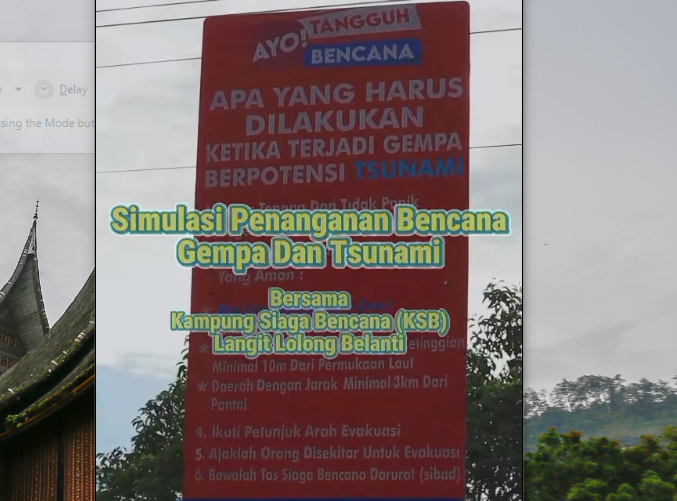 Delay
sing the Mode but
AYO! TANGGUH
BENCANA
APA YANG HARUS
DILAKUKAN
KETIKA TERJADI GEMPA
BERPOTENSI TSUNAMI
Tenang Dan Tidak Panik
Simulasi Penanganan Bencana
Gempa Dan Tsunami
Yang Aman :
Bersama
Kampung Siaga Bencana (KSB)
Langit Lolong Belanti
Minimal 10m Dari Permukaan Laut
★ Daerah Dengan Jarak Minimal 3km Dari
Pantai
4. Ikuti Petunjuk Arah Evakuasi
5. Ajaklah Orang Disekitar Untuk Evakuasi
6. Bawalah Tas Siaga Bencana Darurat (sibad)